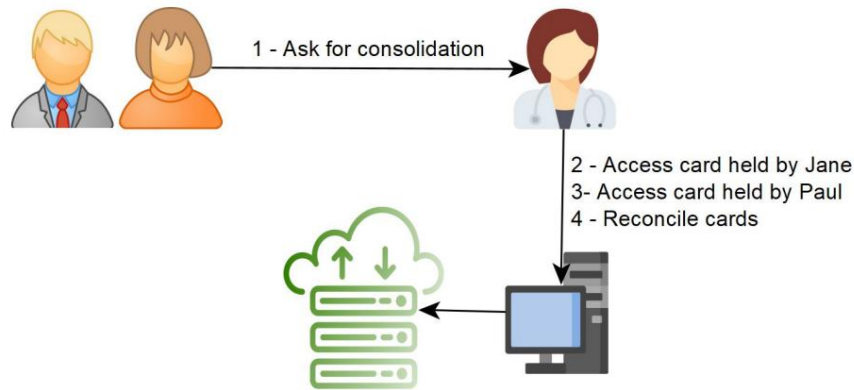 1 - Ask for consolidation
2 - Access card held by Jane
3- Access card held by Paul
4 - Reconcile cards